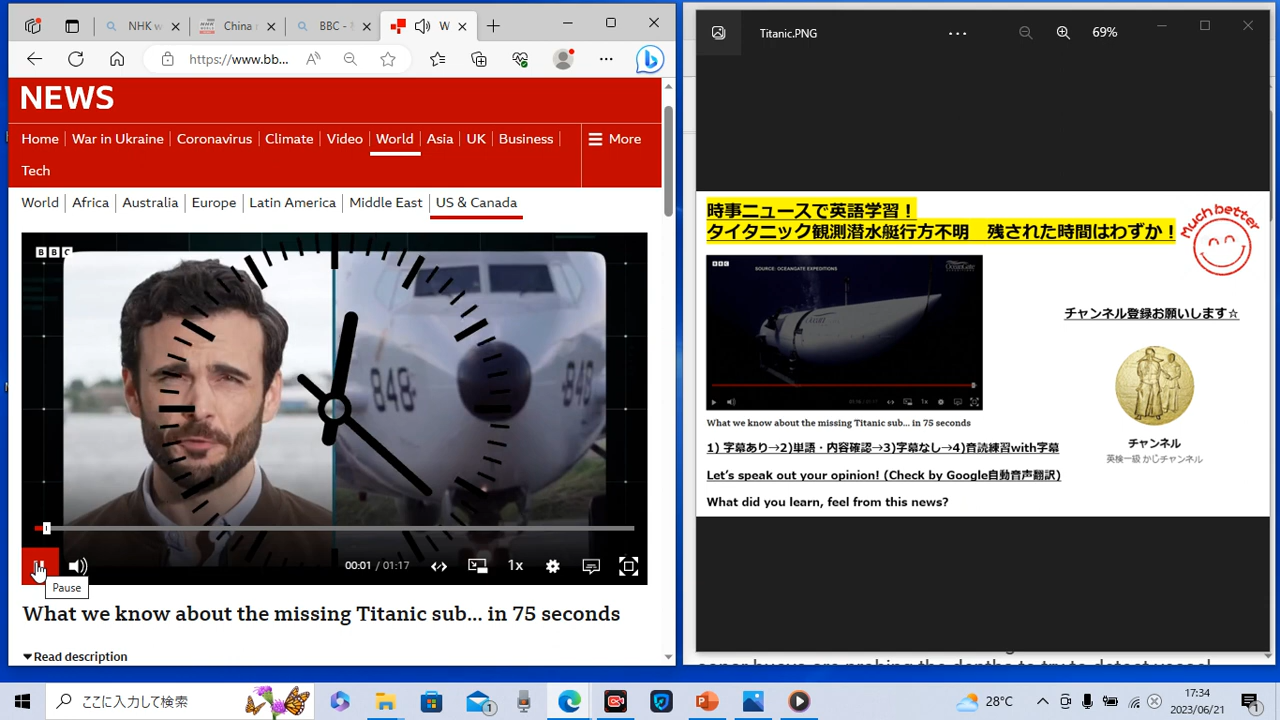 NHK w
China r
BBC - 
W
https://www.bb...
NEWS
Home
War in Ukraine
Coronavirus
Climate
Video
World
Asia
UK
Business
More
Tech
World
Africa
Australia
Europe
Latin America
Middle East
US & Canada
BBC
848
840
00:01 / 01:17
1x
Pause
What we know about the missing Titanic sub... in 75 seconds
Read description
Titanic.PNG
69%
時事ニュースで英語学習！
タイタニック観測潜水艇行方不明　残された時間はわずか！
Much better
BBC
SOURCE: OCEANGATE EXPEDITIONS
OceanGate
1x
チャンネル登録お願いします☆
What we know about the missing Titanic sub... in 75 seconds
チャンネル
1) 字幕あり→2)単語・内容確認→3)字幕なし→4)音読練習with字幕
英検一級 かじチャンネル
Let's speak out your opinion! (Check by Google自動音声翻訳)
What did you learn, feel from this news?
ここに入力して検索
1
28°C
17:34
2023/06/21
1